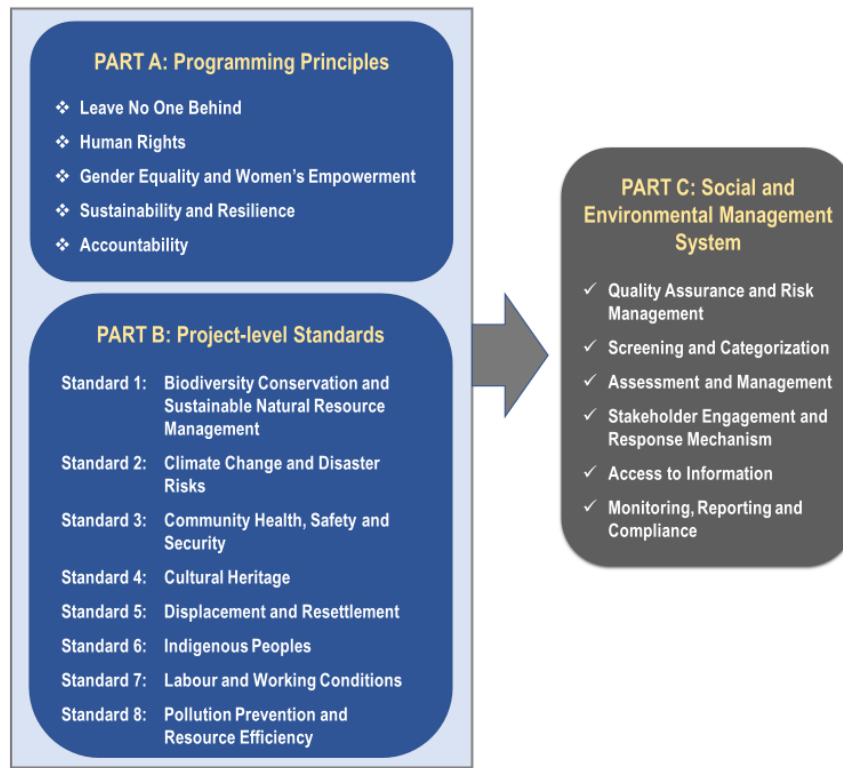 PART A: Programming Principles
❖ Leave No One Behind
❖ Human Rights
❖ Gender Equality and Women's Empowerment
❖ Sustainability and Resilience
❖ Accountability
PART B: Project-level Standards
Standard 1: Biodiversity Conservation and
Sustainable Natural Resource
Management
Standard 2: Climate Change and Disaster
Risks
Standard 3: Community Health, Safety and
Security
Standard 4: Cultural Heritage
Standard 5: Displacement and Resettlement
Standard 6: Indigenous Peoples
Standard 7: Labour and Working Conditions
Standard 8: Pollution Prevention and
Resource Efficiency
PART C: Social and
Environmental Management
System
✓ Quality Assurance and Risk
Management
✓ Screening and Categorization
✓ Assessment and Management
✓ Stakeholder Engagement and
Response Mechanism
✓ Access to Information
✓ Monitoring, Reporting and
Compliance